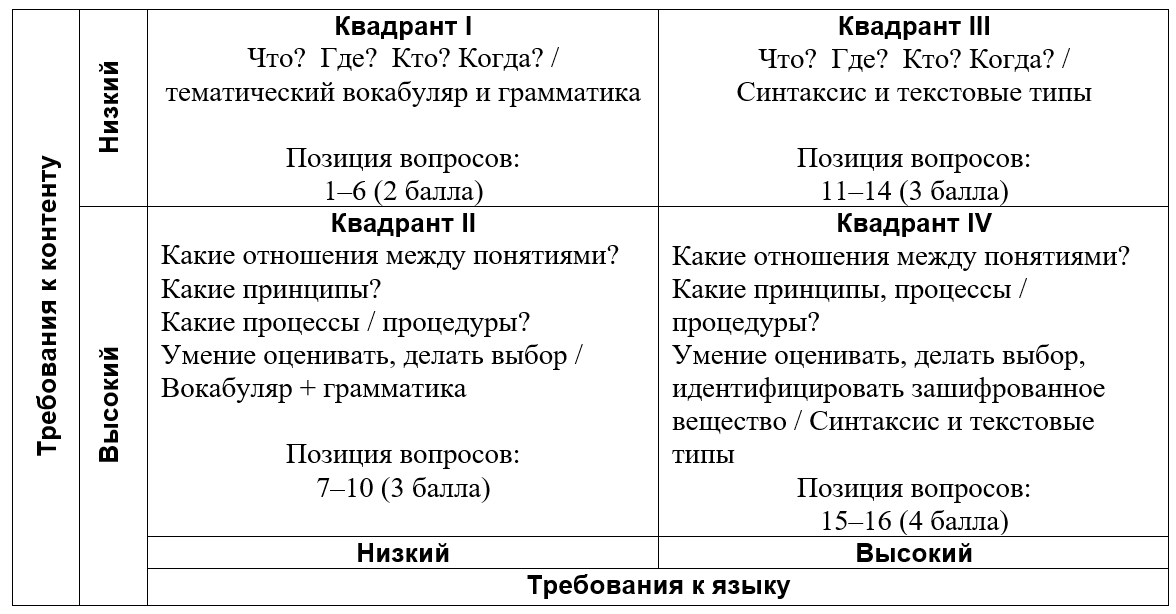 Требования к контенту
Низкий
Квадрант I
Что?  Где?  Кто? Когда? /
тематический вокабуляр и грамматика
Позиция вопросов:
1–6 (2 балла)
Квадрант III
Что?  Где?  Кто? Когда? /
Синтаксис и текстовые типы
Позиция вопросов:
11–14 (3 балла)
Высокий
Квадрант II
Какие отношения между понятиями?
Какие принципы?
Какие процессы / процедуры?
Умение оценивать, делать выбор /
Вокабуляр + грамматика
Позиция вопросов:
7–10 (3 балла)
Квадрант IV
Какие отношения между понятиями?
Какие принципы, процессы /
процедуры?
Умение оценивать, делать выбор,
идентифицировать зашифрованное
вещество / Синтаксис и текстовые
типы
Позиция вопросов:
15–16 (4 балла)
Низкий
Высокий
Требования к языку